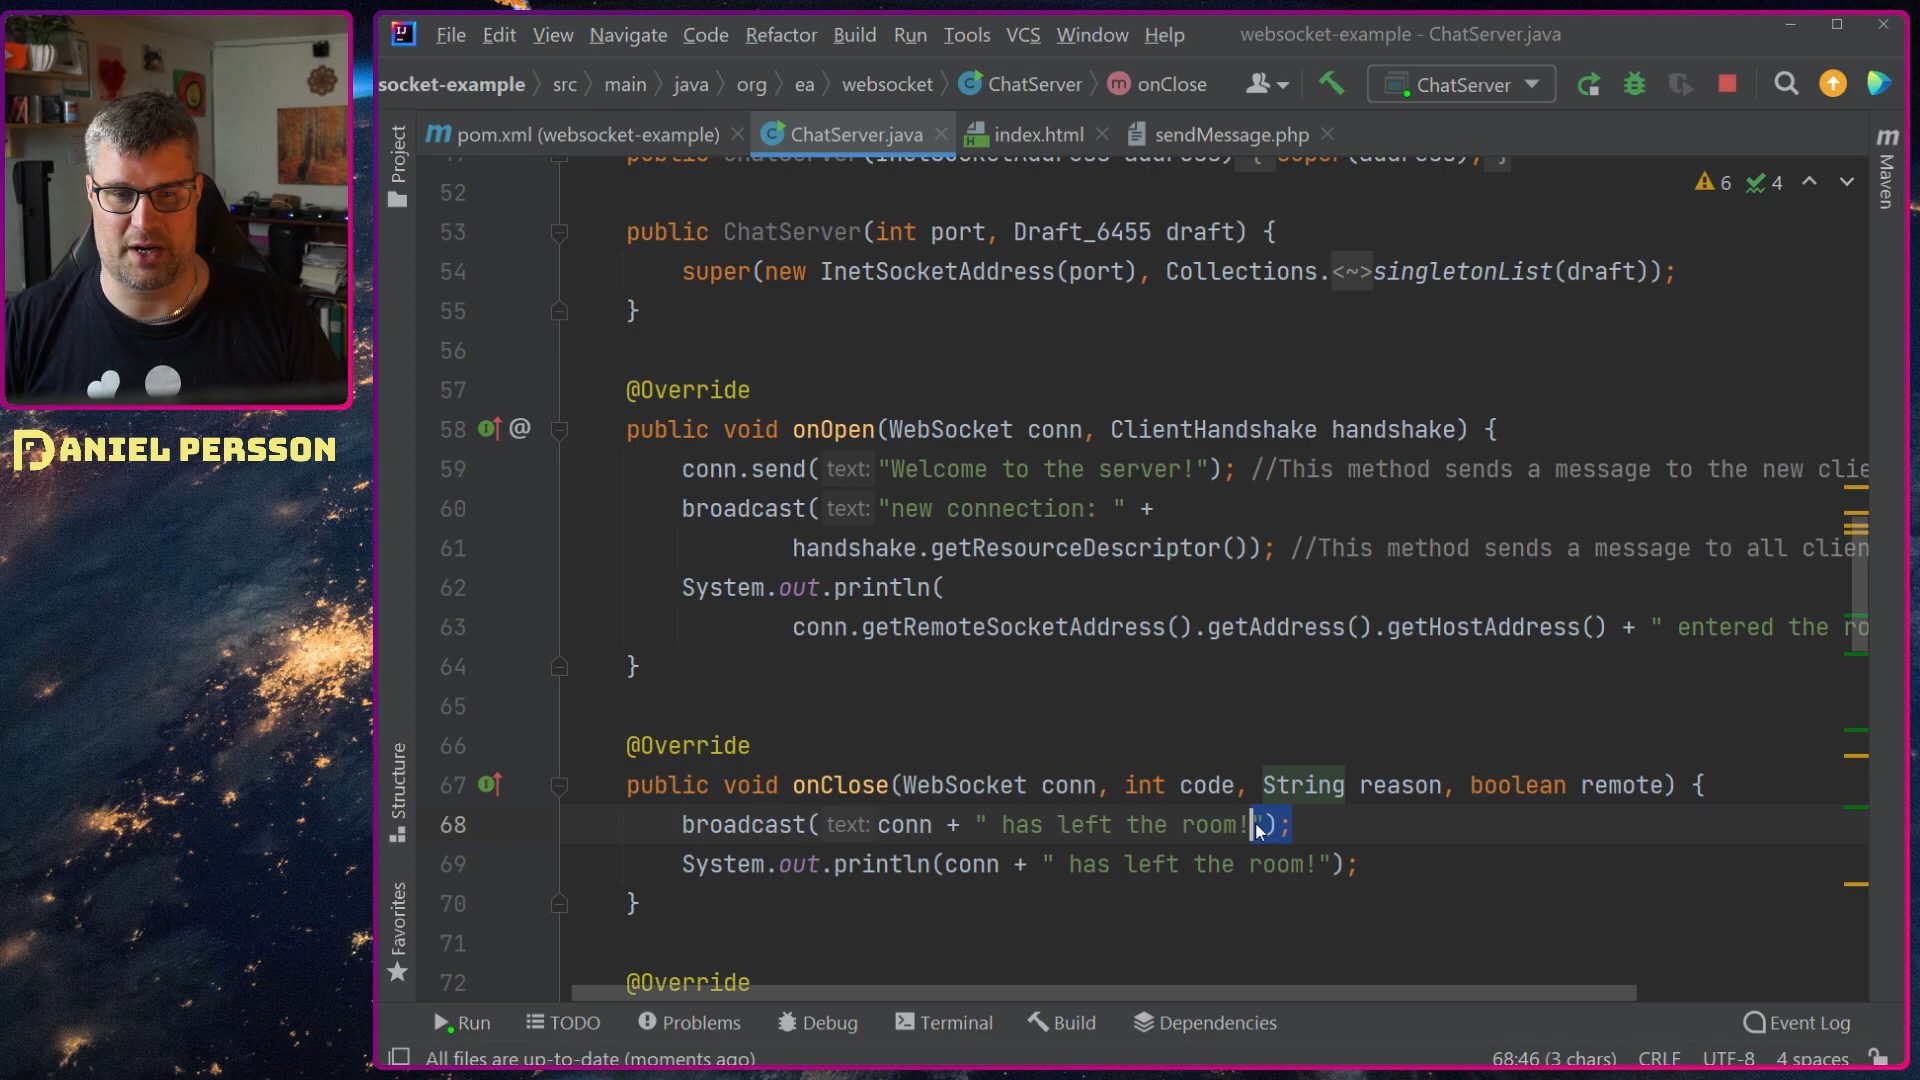 File Edit View Navigate Code Refactor Build Run Tools VCS Window Help websocket-example - ChatServer.java
socket-example src main java org ea websocket ChatServer onClose ChatServer
pom.xml (websocket-example) ChatServer.java index.html sendMessage.php
Project
Maven
6 4
52
53 public ChatServer(int port, Draft_6455 draft) {
54 super(new InetSocketAddress(port), Collections.<~>singletonList(draft));
55 }
56
57 @Override
58 public void onOpen(WebSocket conn, ClientHandshake handshake) {
59 conn.send( text: "Welcome to the server!"); //This method sends a message to the new clie
60 broadcast( text: "new connection: " +
61 handshake.getResourceDescriptor()); //This method sends a message to all clien
62 System.out.println(
63 conn.getRemoteSocketAddress().getAddress().getHostAddress() + " entered the ro
64 }
65
66 @Override
67 public void onClose(WebSocket conn, int code, String reason, boolean remote) {
68 broadcast( text: conn + " has left the room!");
69 System.out.println(conn + " has left the room!");
70 }
71
72 @Override
Structure
Favorites
Run TODO Problems Debug Terminal Build Dependencies Event Log
All files are up-to-date (moments ago) 68:46 (3 chars) CRLF UTF-8 4 spaces
DANIEL PERSSON